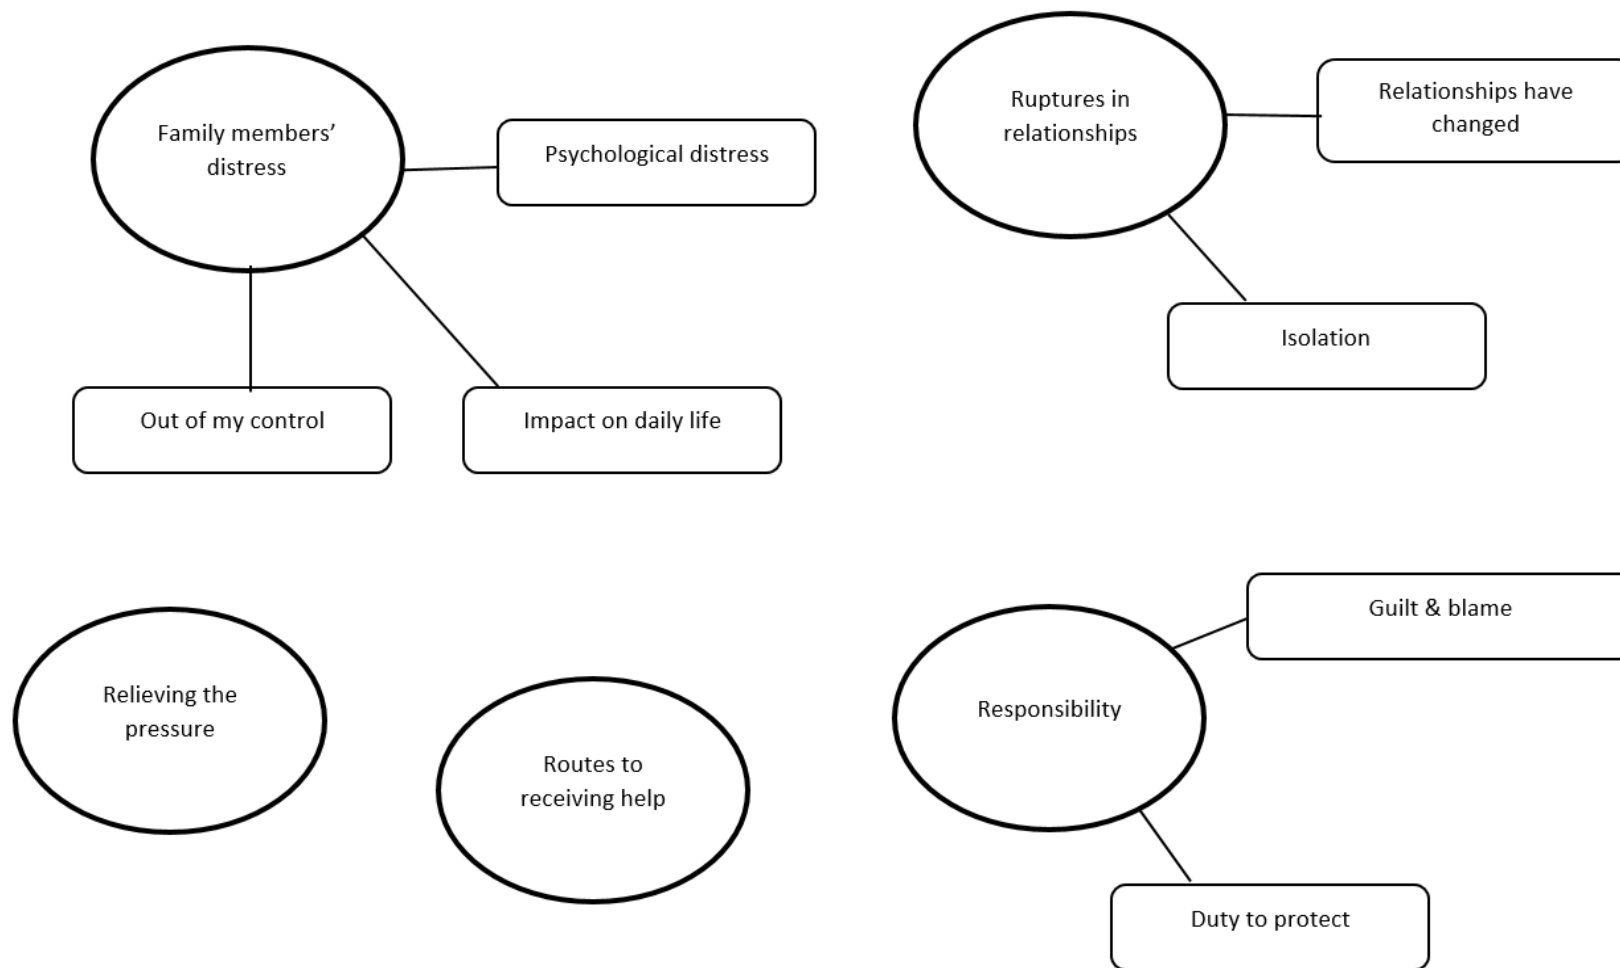 Family members’
distress
Psychological distress
Out of my control
Impact on daily life
Ruptures in
relationships
Relationships have
changed
Isolation
Relieving the
pressure
Routes to
receiving help
Responsibility
Guilt & blame
Duty to protect